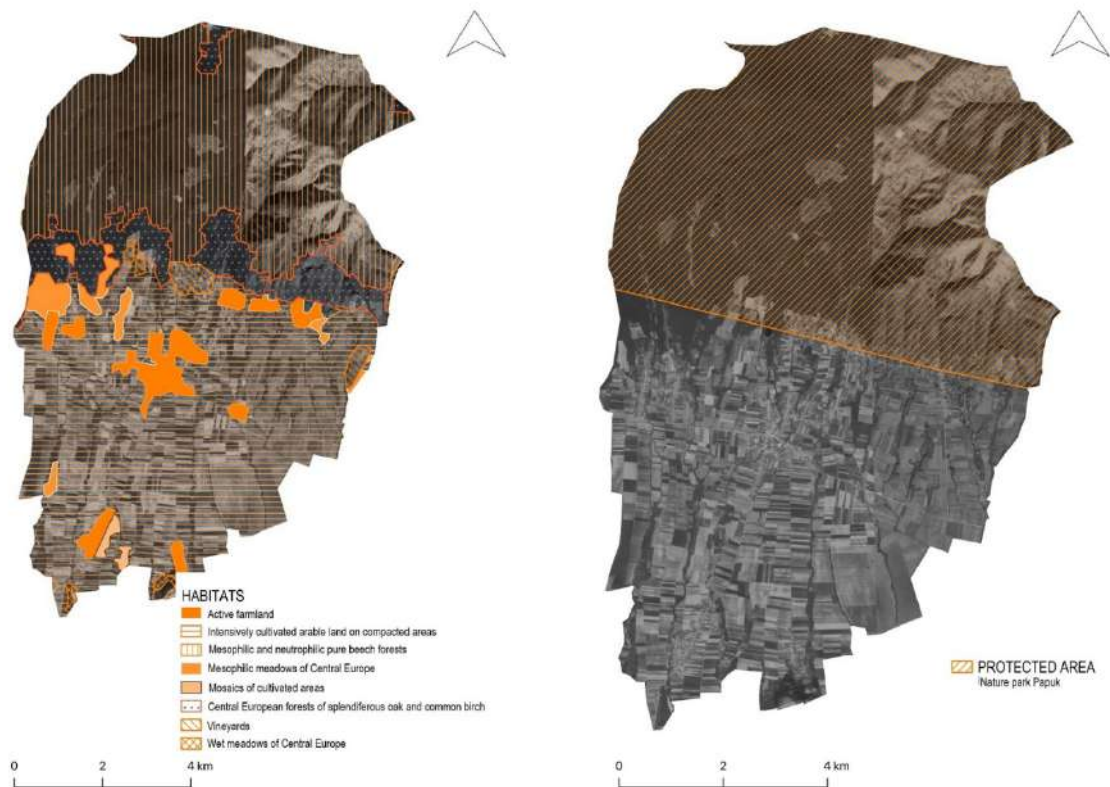 HABITATS
Active farmland
Intensively cultivated arable land on compacted areas
Mesophilic and neutrophilic pure beech forests
Mesophilic meadows of Central Europe
Mosaics of cultivated areas
Central European forests of splendiferous oak and common birch
Vineyards
Wet meadows of Central Europe
0 2 4 km
PROTECTED AREA
Nature park Papuk
0 2 4 km